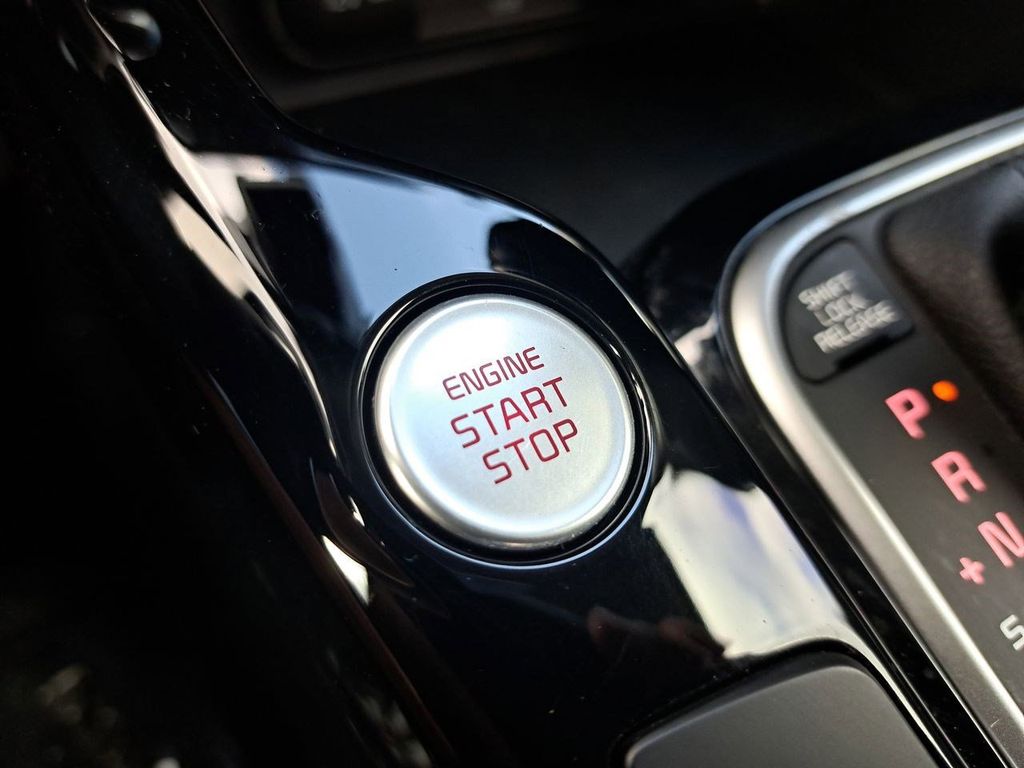 ENGINE
START
STOP
SHIFT
LOCK
RELEASE
P
R
N
+
S